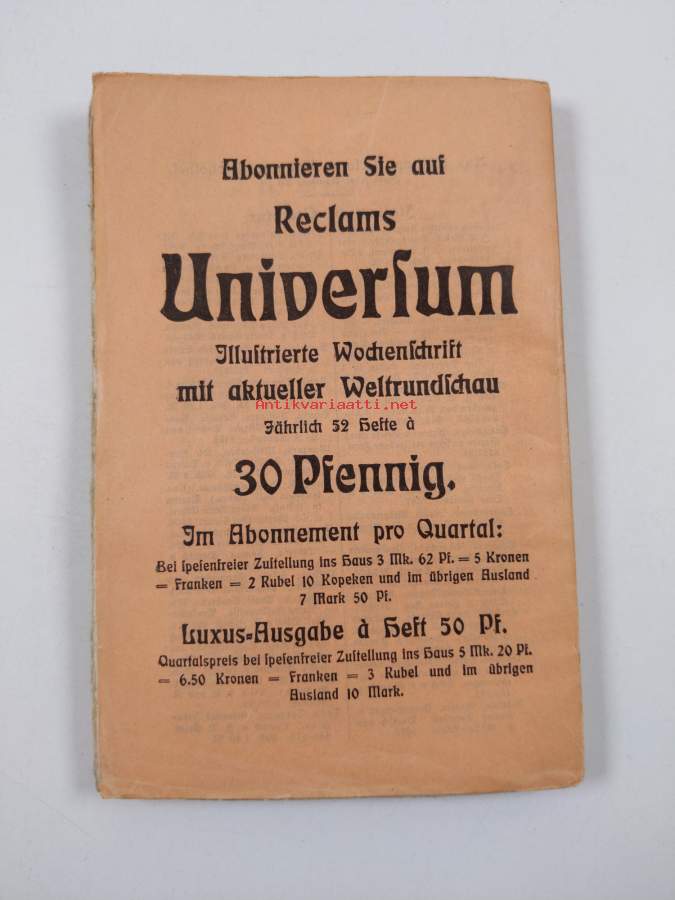 Abonnieren Sie auf
Reclams
Univerſum
Illuſtrierte Wochenſchrift
mit aktueller Weltrundſchau
Antikvariaatti.net
Jährlich 52 Hefte à
30 Pfennig.
Im Abonnement pro Quartal:
Bei ſpeſenfreier Zuſtellung ins Haus 3 Mk. 62 Pf. = 5 Kronen
= Franken = 2 Rubel 10 Kopeken und im übrigen Ausland
7 Mark 50 Pf.
Luxus=Ausgabe à Heft 50 Pf.
Quartalspreis bei ſpeſenfreier Zuſtellung ins Haus 5 Mk. 20 Pf.
= 6.50 Kronen = Franken = 3 Rubel und im übrigen
Ausland 10 Mark.